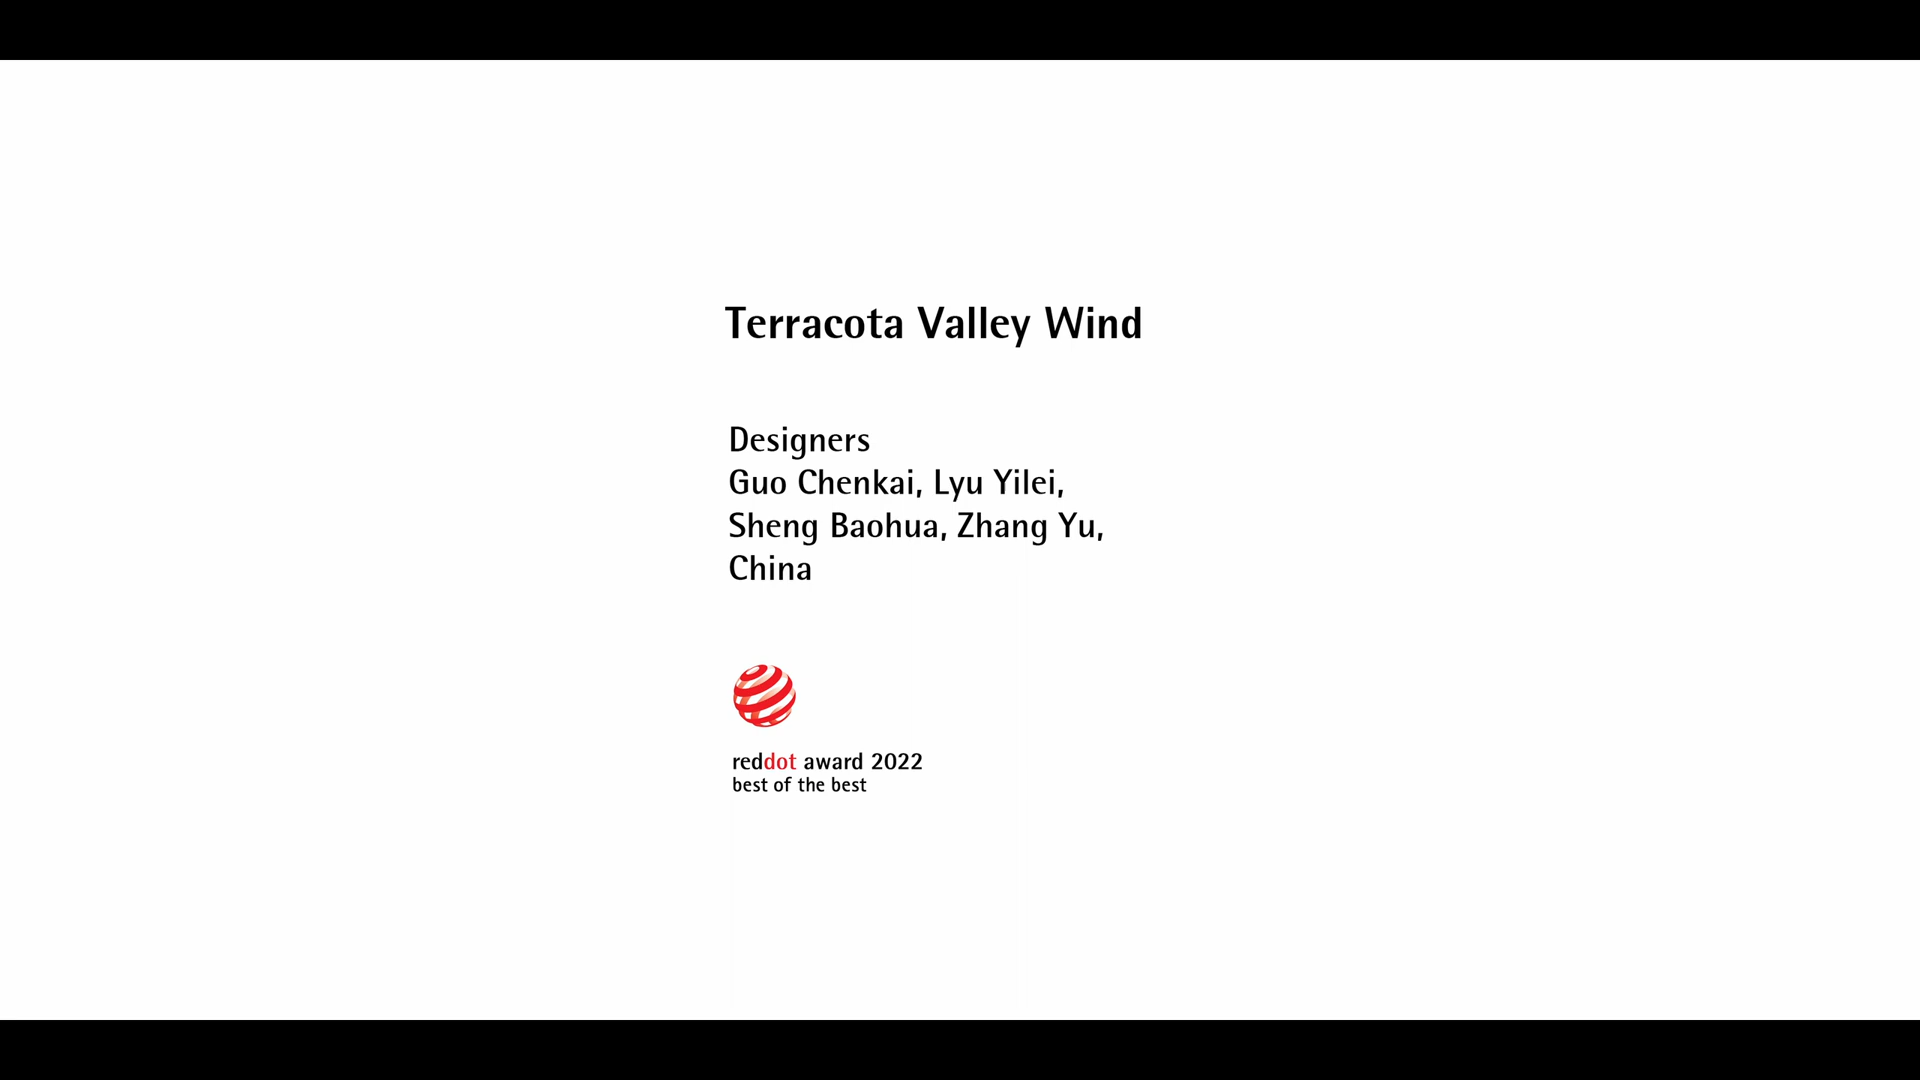 Terracota Valley Wind
Designers
Guo Chenkai, Lyu Yilei,
Sheng Baohua, Zhang Yu,
China
reddot award 2022
best of the best